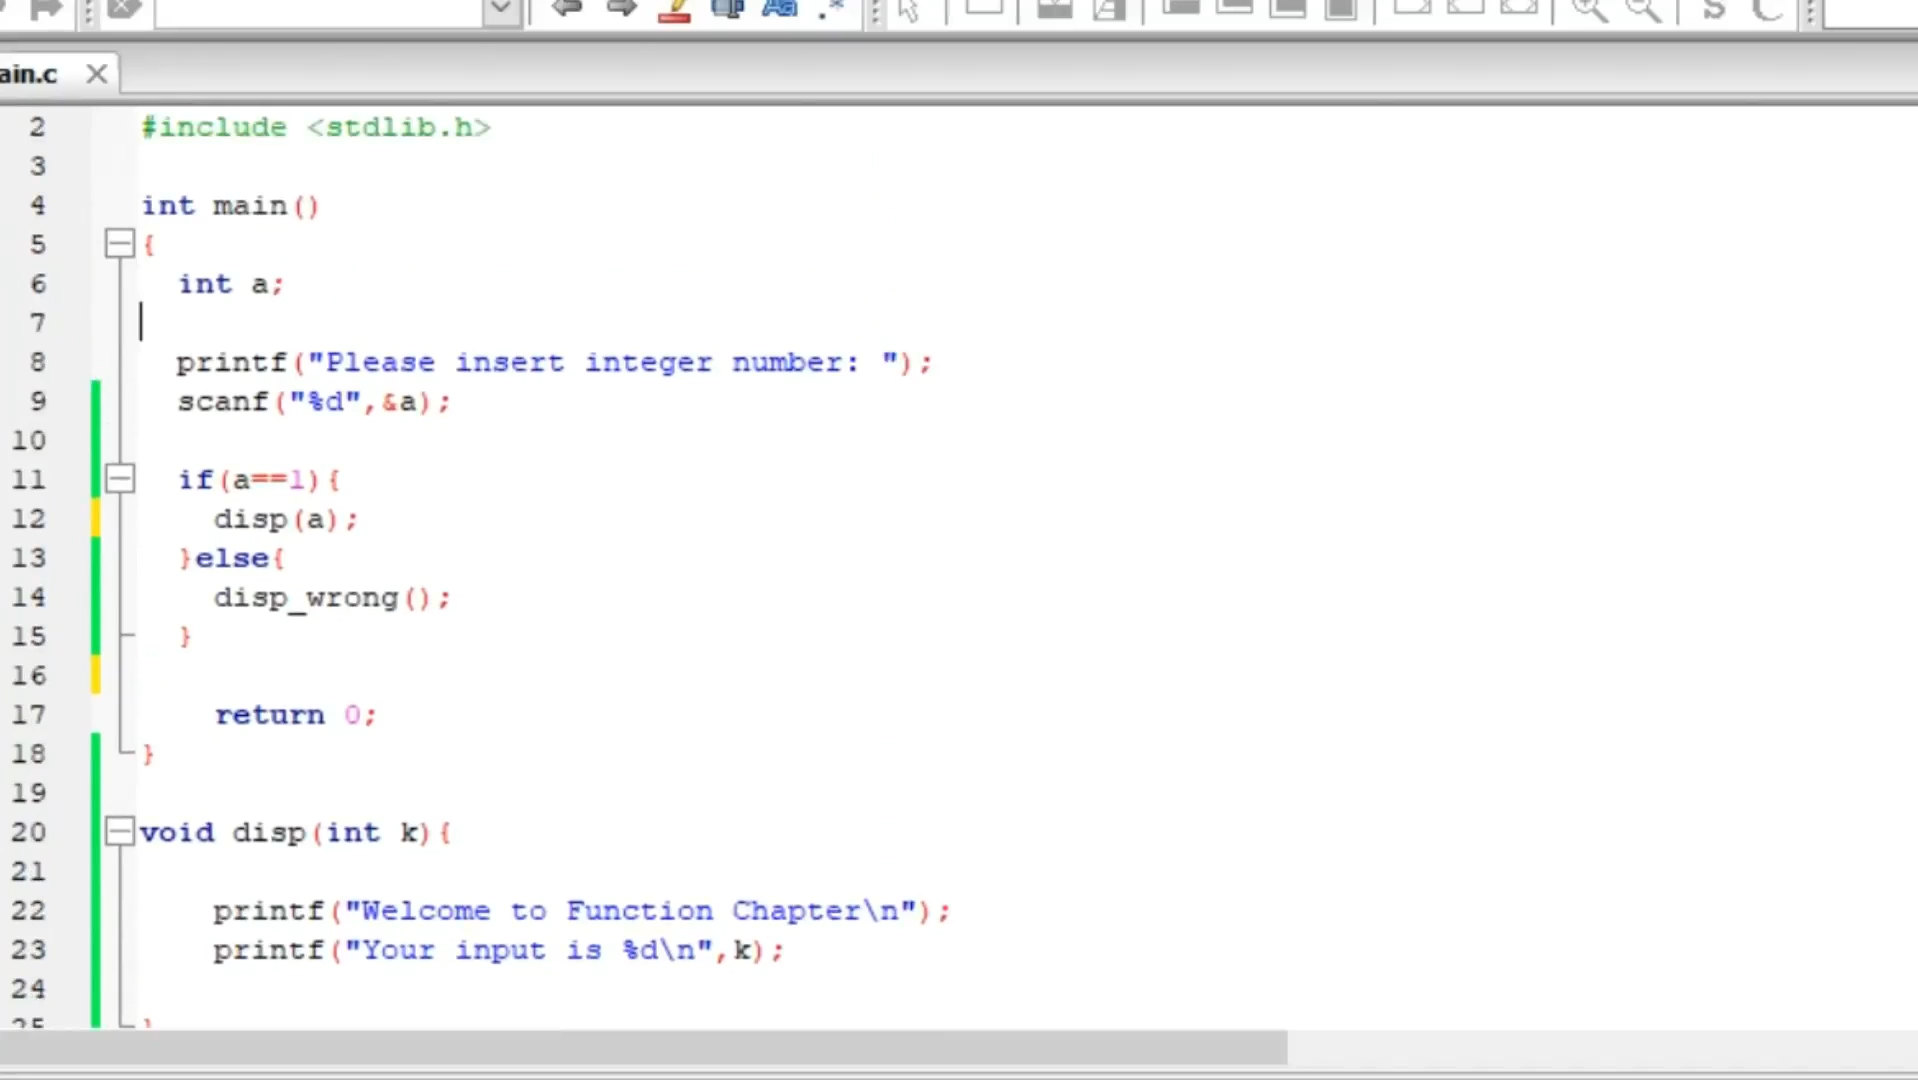 ain.c
2 #include <stdlib.h>
3
4 int main()
5 {
6 int a;
7
8 printf("Please insert integer number: ");
9 scanf("%d",&a);
10
11 if(a==1){
12 disp(a);
13 }else{
14 disp_wrong();
15 }
16
17 return 0;
18 }
19
20 void disp(int k){
21
22 printf("Welcome to Function Chapter\n");
23 printf("Your input is %d\n",k);
24
25 }